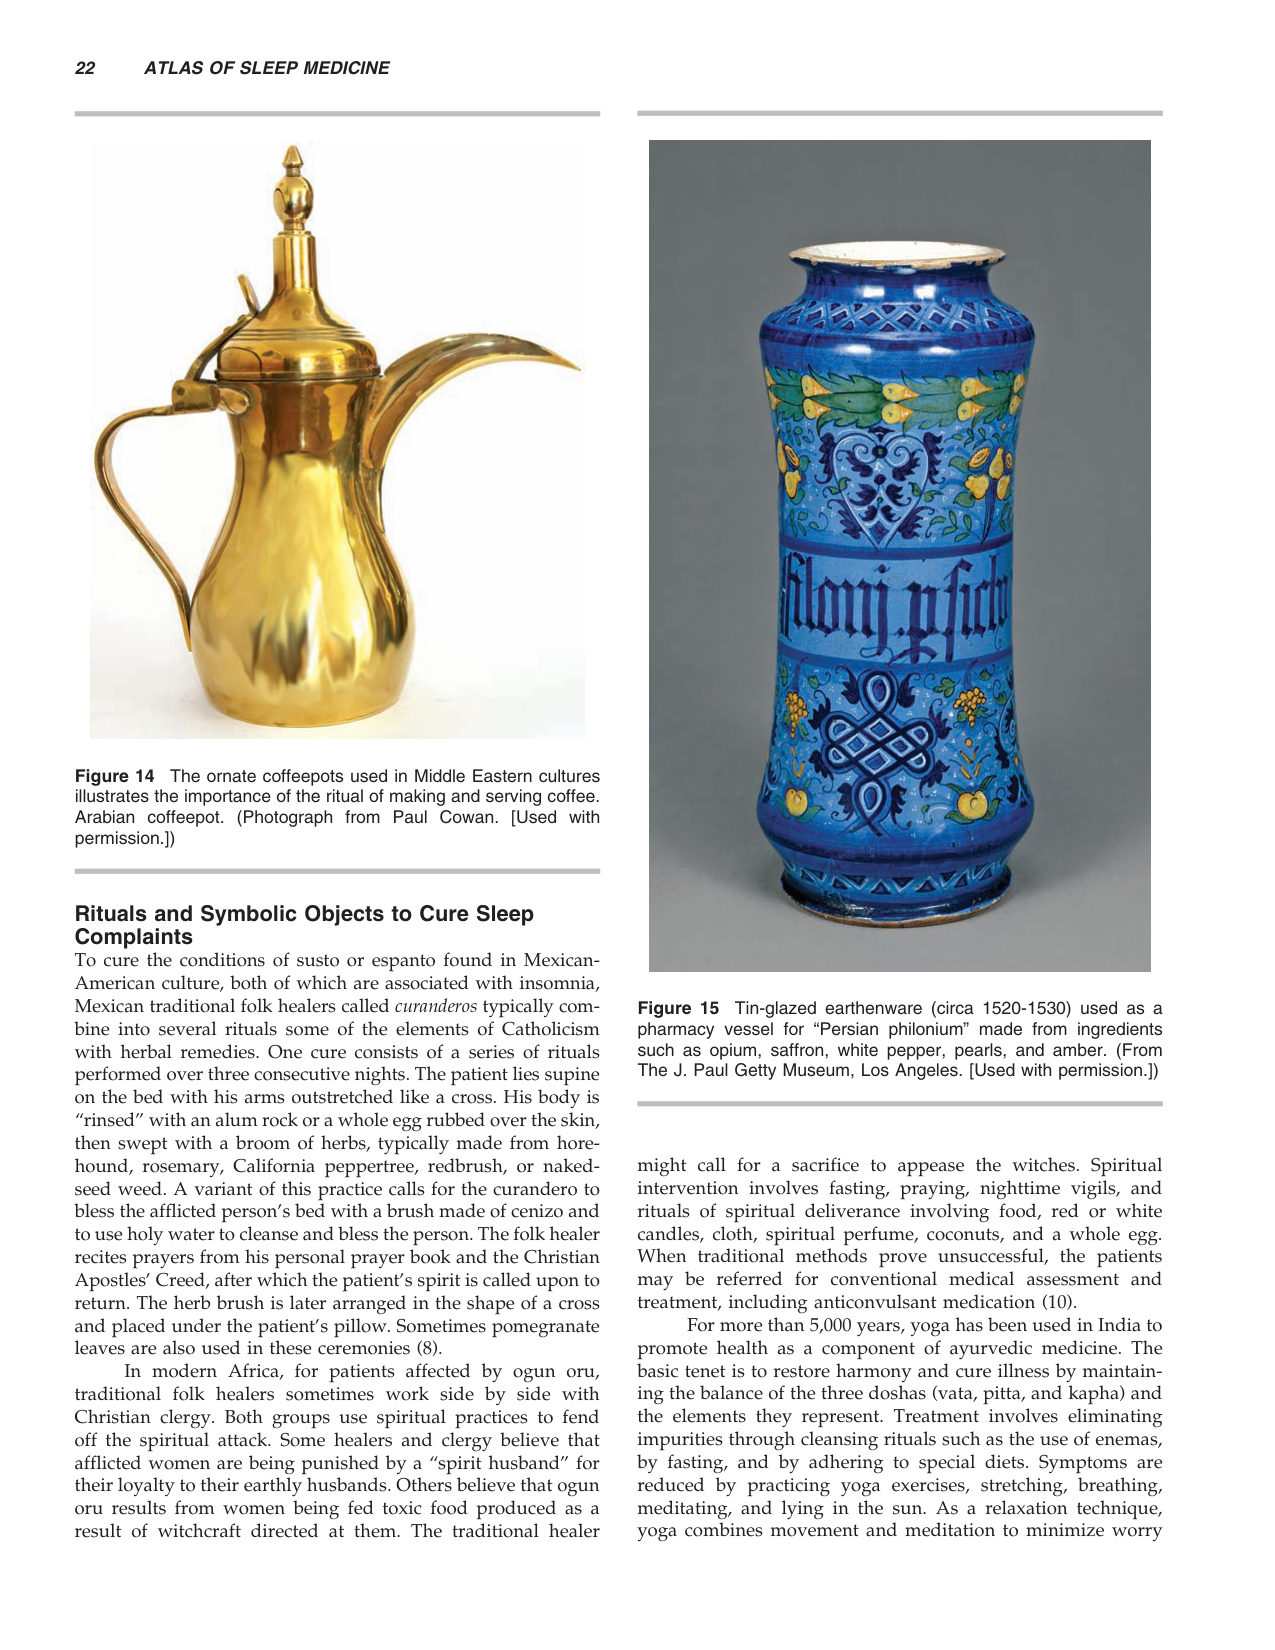 22 ATLAS OF SLEEP MEDICINE
Figure 14 The ornate coffeepots used in Middle Eastern cultures
illustrates the importance of the ritual of making and serving coffee.
Arabian coffeepot. (Photograph from Paul Cowan. [Used with
permission.])
Rituals and Symbolic Objects to Cure Sleep
Complaints
To cure the conditions of susto or espanto found in Mexican-
American culture, both of which are associated with insomnia,
Mexican traditional folk healers called curanderos typically com-
bine into several rituals some of the elements of Catholicism
with herbal remedies. One cure consists of a series of rituals
performed over three consecutive nights. The patient lies supine
on the bed with his arms outstretched like a cross. His body is
“rinsed” with an alum rock or a whole egg rubbed over the skin,
then swept with a broom of herbs, typically made from hore-
hound, rosemary, California peppertree, redbrush, or naked-
seed weed. A variant of this practice calls for the curandero to
bless the afflicted person’s bed with a brush made of cenizo and
to use holy water to cleanse and bless the person. The folk healer
recites prayers from his personal prayer book and the Christian
Apostles’ Creed, after which the patient’s spirit is called upon to
return. The herb brush is later arranged in the shape of a cross
and placed under the patient’s pillow. Sometimes pomegranate
leaves are also used in these ceremonies (8).
In modern Africa, for patients affected by ogun oru,
traditional folk healers sometimes work side by side with
Christian clergy. Both groups use spiritual practices to fend
off the spiritual attack. Some healers and clergy believe that
afflicted women are being punished by a “spirit husband” for
their loyalty to their earthly husbands. Others believe that ogun
oru results from women being fed toxic food produced as a
result of witchcraft directed at them. The traditional healer
Figure 15 Tin-glazed earthenware (circa 1520-1530) used as a
pharmacy vessel for “Persian philonium” made from ingredients
such as opium, saffron, white pepper, pearls, and amber. (From
The J. Paul Getty Museum, Los Angeles. [Used with permission.])
might call for a sacrifice to appease the witches. Spiritual
intervention involves fasting, praying, nighttime vigils, and
rituals of spiritual deliverance involving food, red or white
candles, cloth, spiritual perfume, coconuts, and a whole egg.
When traditional methods prove unsuccessful, the patients
may be referred for conventional medical assessment and
treatment, including anticonvulsant medication (10).
For more than 5,000 years, yoga has been used in India to
promote health as a component of ayurvedic medicine. The
basic tenet is to restore harmony and cure illness by maintain-
ing the balance of the three doshas (vata, pitta, and kapha) and
the elements they represent. Treatment involves eliminating
impurities through cleansing rituals such as the use of enemas,
by fasting, and by adhering to special diets. Symptoms are
reduced by practicing yoga exercises, stretching, breathing,
meditating, and lying in the sun. As a relaxation technique,
yoga combines movement and meditation to minimize worry